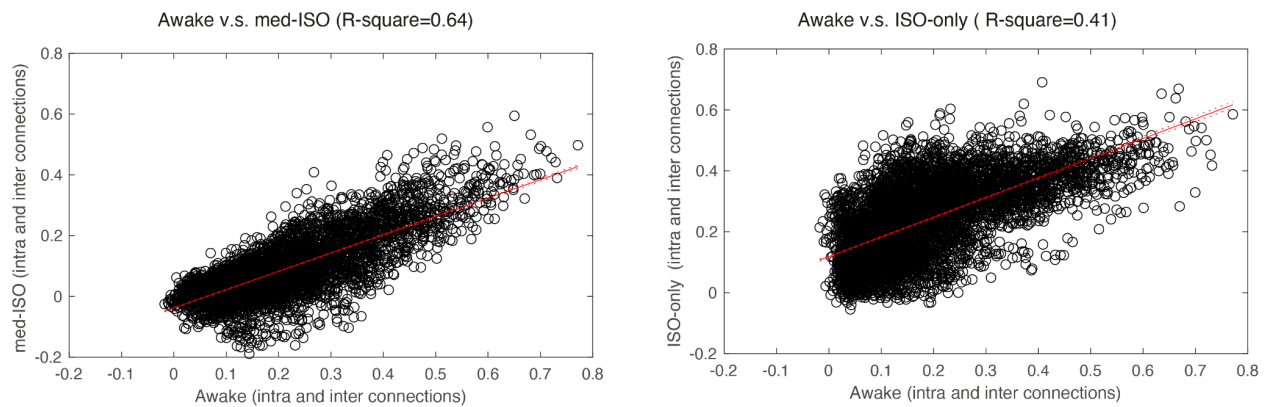 Awake v.s. med-ISO (R-square=0.64)
0.8
0.6
0.4
0.2
0
-0.2
med-ISO (intra and inter connections)
-0.2 -0.1 0 0.1 0.2 0.3 0.4 0.5 0.6 0.7 0.8
Awake (intra and inter connections)
Awake v.s. ISO-only ( R-square=0.41)
0.8
0.6
0.4
0.2
0
-0.2
ISO-only (intra and inter connections)
-0.2 -0.1 0 0.1 0.2 0.3 0.4 0.5 0.6 0.7 0.8
Awake (intra and inter connections)